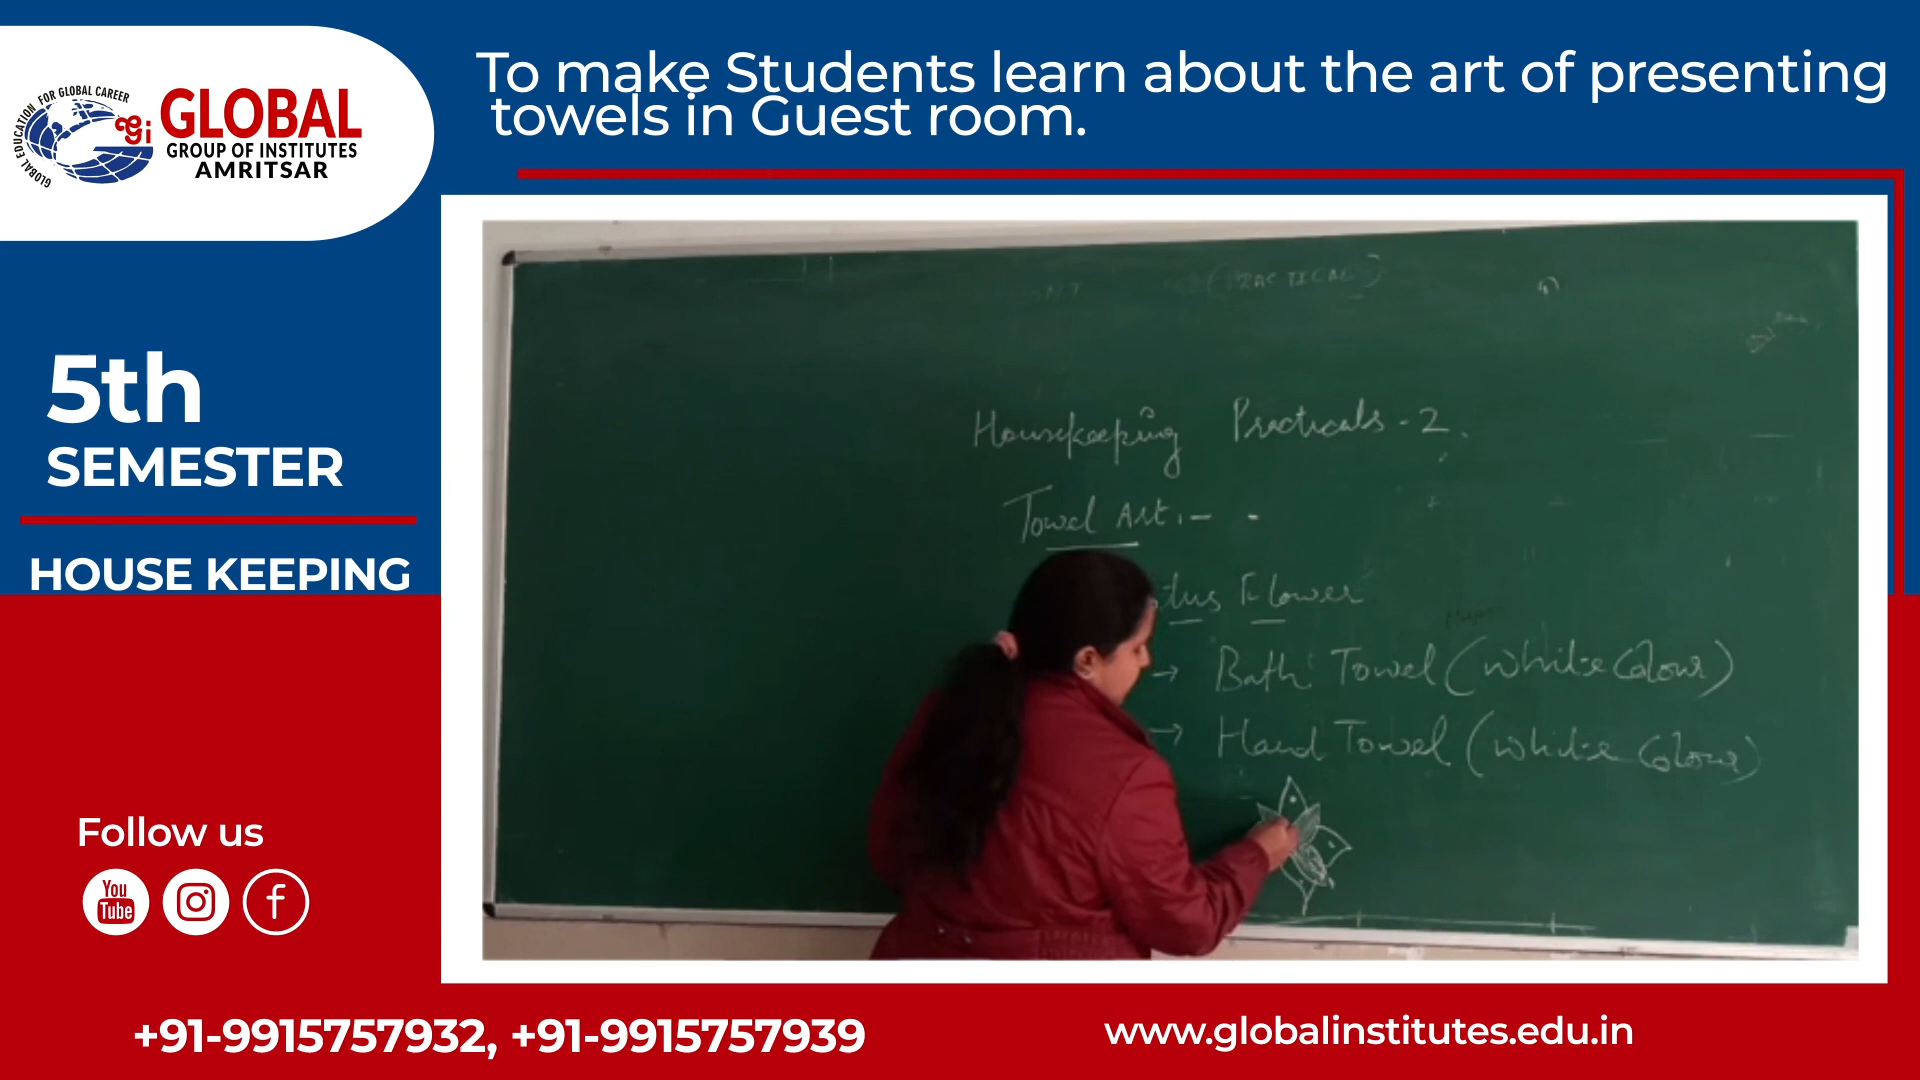 To make Students learn about the art of presenting
towels in Guest room.
GLOBAL EDUCATION FOR GLOBAL CAREER
ggi
GLOBAL
GROUP OF INSTITUTES
AMRITSAR
5th
SEMESTER
HOUSE KEEPING
(PRACTICAL)
Housekeeping Practicals - 2.
Towel Art :-
tus Flower
→ Bath Towel (white Colour)
→ Hand Towel (white Colour)
Follow us
You
Tube
f
+91-9915757932, +91-9915757939
www.globalinstitutes.edu.in